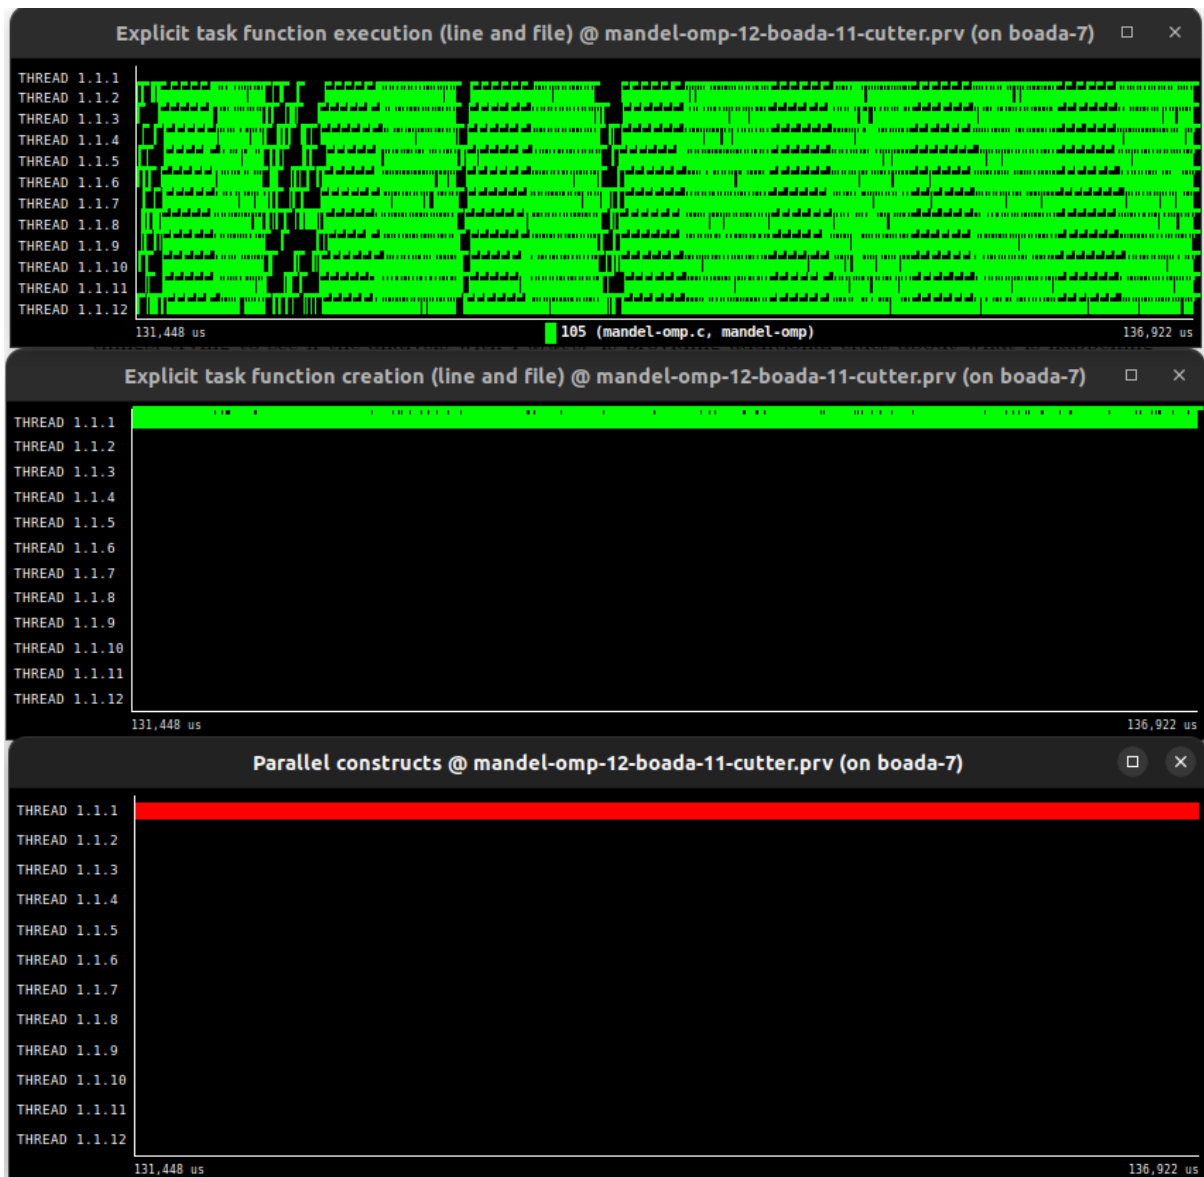 Explicit task function execution (line and file) @ mandel-omp-12-boada-11-cutter.prv (on boada-7)
THREAD 1.1.1
THREAD 1.1.2
THREAD 1.1.3
THREAD 1.1.4
THREAD 1.1.5
THREAD 1.1.6
THREAD 1.1.7
THREAD 1.1.8
THREAD 1.1.9
THREAD 1.1.10
THREAD 1.1.11
THREAD 1.1.12
131,448 us
105 (mandel-omp.c, mandel-omp)
136,922 us
Explicit task function creation (line and file) @ mandel-omp-12-boada-11-cutter.prv (on boada-7)
THREAD 1.1.1
THREAD 1.1.2
THREAD 1.1.3
THREAD 1.1.4
THREAD 1.1.5
THREAD 1.1.6
THREAD 1.1.7
THREAD 1.1.8
THREAD 1.1.9
THREAD 1.1.10
THREAD 1.1.11
THREAD 1.1.12
131,448 us
136,922 us
Parallel constructs @ mandel-omp-12-boada-11-cutter.prv (on boada-7)
THREAD 1.1.1
THREAD 1.1.2
THREAD 1.1.3
THREAD 1.1.4
THREAD 1.1.5
THREAD 1.1.6
THREAD 1.1.7
THREAD 1.1.8
THREAD 1.1.9
THREAD 1.1.10
THREAD 1.1.11
THREAD 1.1.12
131,448 us
136,922 us